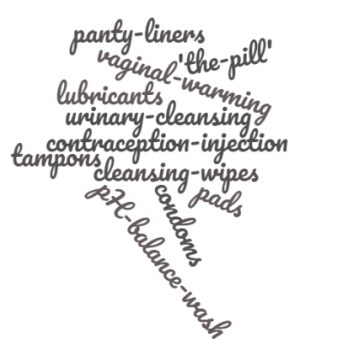 panty-liners
'the-pill'
vaginal-warming
lubricants
urinary-cleansing
contraception-injection
tampons
cleansing-wipes
pads
condoms
pH-balance-wash